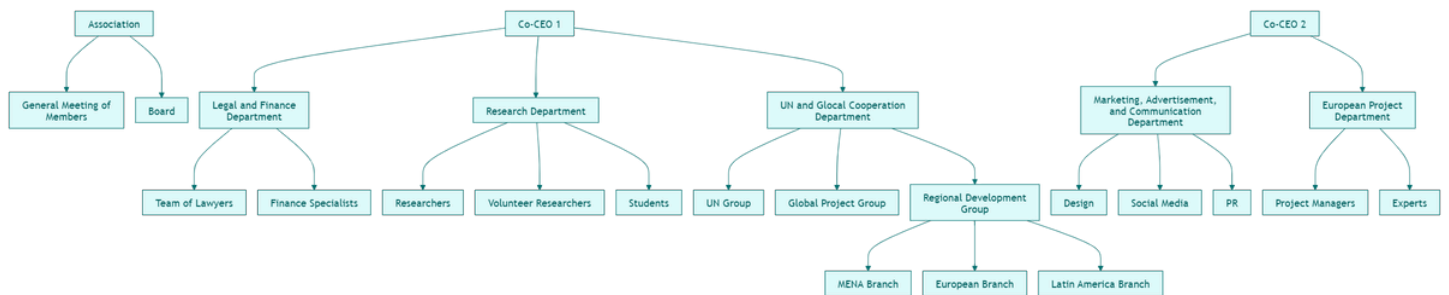 Association
Co-CEO 1
Co-CEO 2
General Meeting of
Members
Board
Legal and Finance
Department
Research Department
UN and Glocal Cooperation
Department
Marketing, Advertisement,
and Communication
Department
European Project
Department
Team of Lawyers
Finance Specialists
Researchers
Volunteer Researchers
Students
UN Group
Global Project Group
Regional Development
Group
Design
Social Media
PR
Project Managers
Experts
MENA Branch
European Branch
Latin America Branch